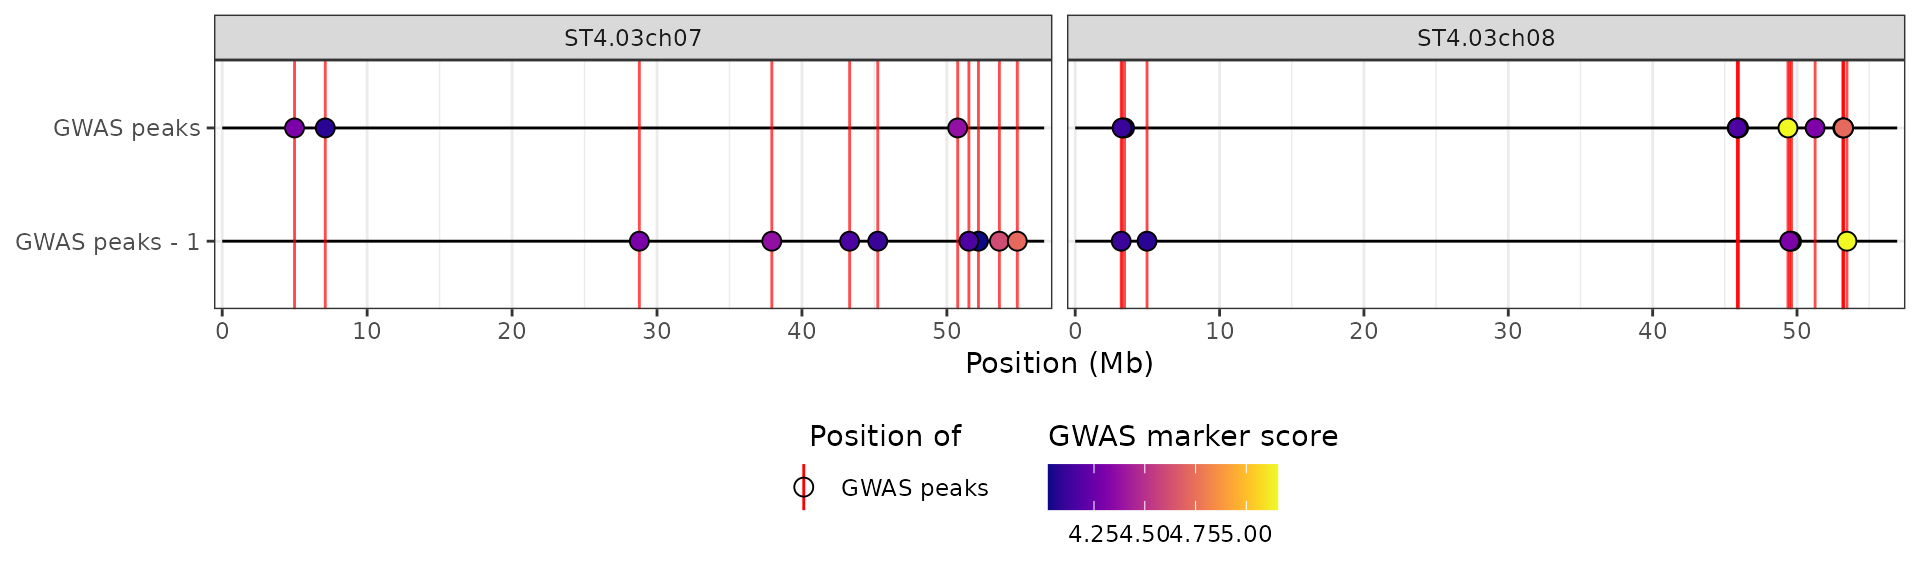 ST4.03ch07 ST4.03ch08
GWAS peaks
GWAS peaks - 1
0 10 20 30 40 50 0 10 20 30 40 50
Position (Mb)
Position of GWAS marker score
GWAS peaks
4.254.504.755.00